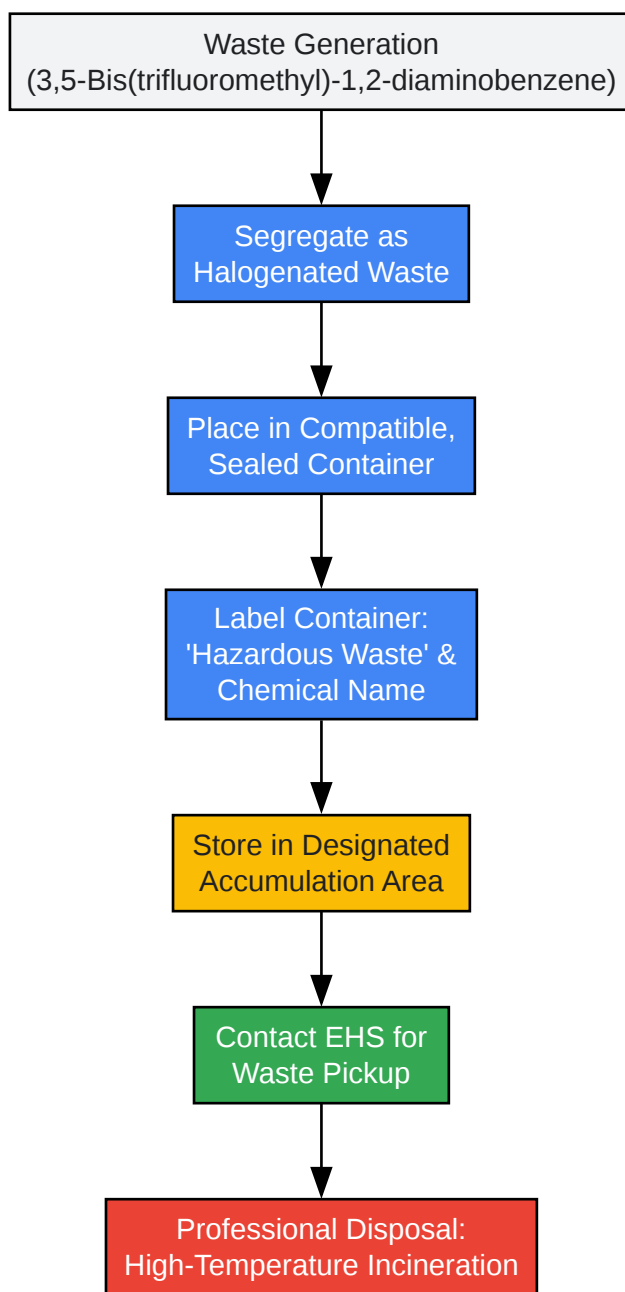 Waste Generation
(3,5-Bis(trifluoromethyl)-1,2-diaminobenzene)
Segregate as
Halogenated Waste
Place in Compatible,
Sealed Container
Label Container:
'Hazardous Waste' &
Chemical Name
Store in Designated
Accumulation Area
Contact EHS for
Waste Pickup
Professional Disposal:
High-Temperature Incineration